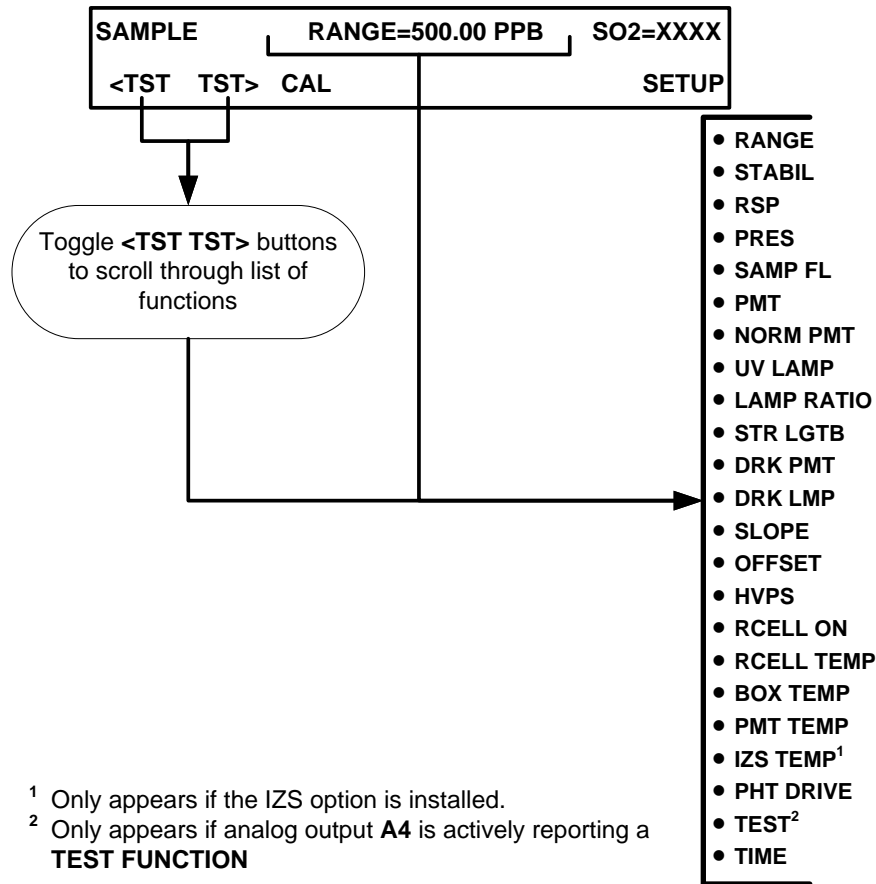 SAMPLE RANGE=500.00 PPB SO2=XXXX
<TST TST> CAL SETUP
Toggle <TST TST> buttons
to scroll through list of
functions
• RANGE
• STABIL
• RSP
• PRES
• SAMP FL
• PMT
• NORM PMT
• UV LAMP
• LAMP RATIO
• STR LGTB
• DRK PMT
• DRK LMP
• SLOPE
• OFFSET
• HVPS
• RCELL ON
• RCELL TEMP
• BOX TEMP
• PMT TEMP
• IZS TEMP¹
• PHT DRIVE
• TEST²
• TIME
¹ Only appears if the IZS option is installed.
² Only appears if analog output A4 is actively reporting a
TEST FUNCTION